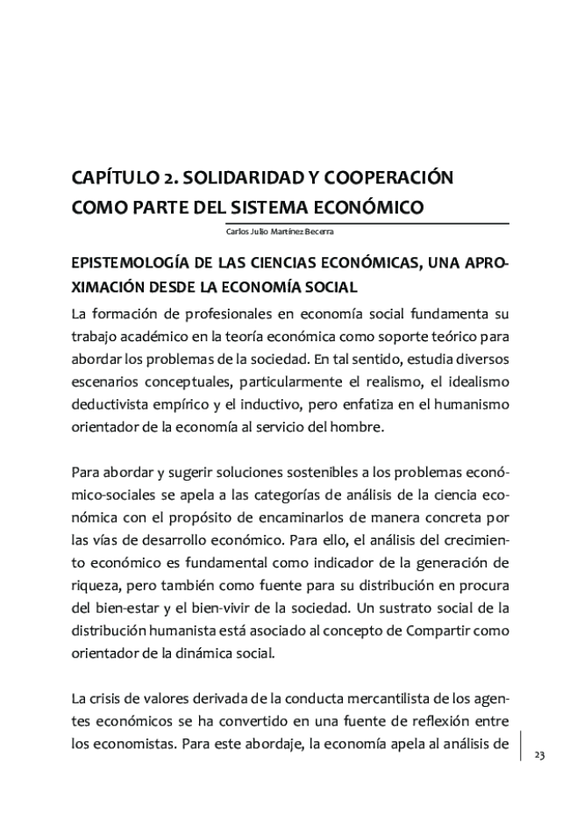 CAPÍTULO 2. SOLIDARIDAD Y COOPERACIÓN
COMO PARTE DEL SISTEMA ECONÓMICO
Carlos Julio Martínez Becerra
EPISTEMOLOGÍA DE LAS CIENCIAS ECONÓMICAS, UNA APRO-
XIMACIÓN DESDE LA ECONOMÍA SOCIAL
La formación de profesionales en economía social fundamenta su
trabajo académico en la teoría económica como soporte teórico para
abordar los problemas de la sociedad. En tal sentido, estudia diversos
escenarios conceptuales, particularmente el realismo, el idealismo
deductivista empírico y el inductivo, pero enfatiza en el humanismo
orientador de la economía al servicio del hombre.
Para abordar y sugerir soluciones sostenibles a los problemas econó-
mico-sociales se apela a las categorías de análisis de la ciencia eco-
nómica con el propósito de encaminarlos de manera concreta por
las vías de desarrollo económico. Para ello, el análisis del crecimien-
to económico es fundamental como indicador de la generación de
riqueza, pero también como fuente para su distribución en procura
del bien-estar y el bien-vivir de la sociedad. Un sustrato social de la
distribución humanista está asociado al concepto de Compartir como
orientador de la dinámica social.
La crisis de valores derivada de la conducta mercantilista de los agen-
tes económicos se ha convertido en una fuente de reflexión entre
los economistas. Para este abordaje, la economía apela al análisis de
23